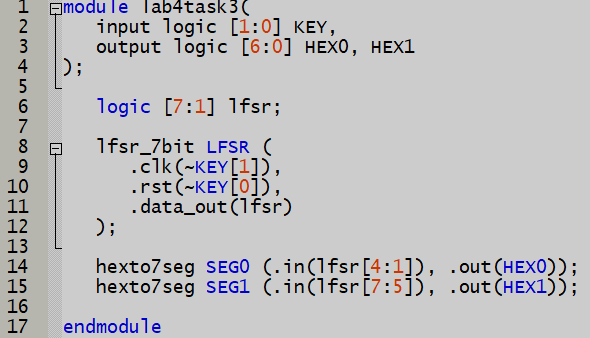 1 module lab4task3(
2 input logic [1:0] KEY,
3 output logic [6:0] HEX0, HEX1
4 );
5
6 logic [7:1] lfsr;
7
8 lfsr_7bit LFSR (
9 .clk(~KEY[1]),
10 .rst(~KEY[0]),
11 .data_out(lfsr)
12 );
13
14 hexto7seg SEG0 (.in(lfsr[4:1]), .out(HEX0));
15 hexto7seg SEG1 (.in(lfsr[7:5]), .out(HEX1));
16
17 endmodule